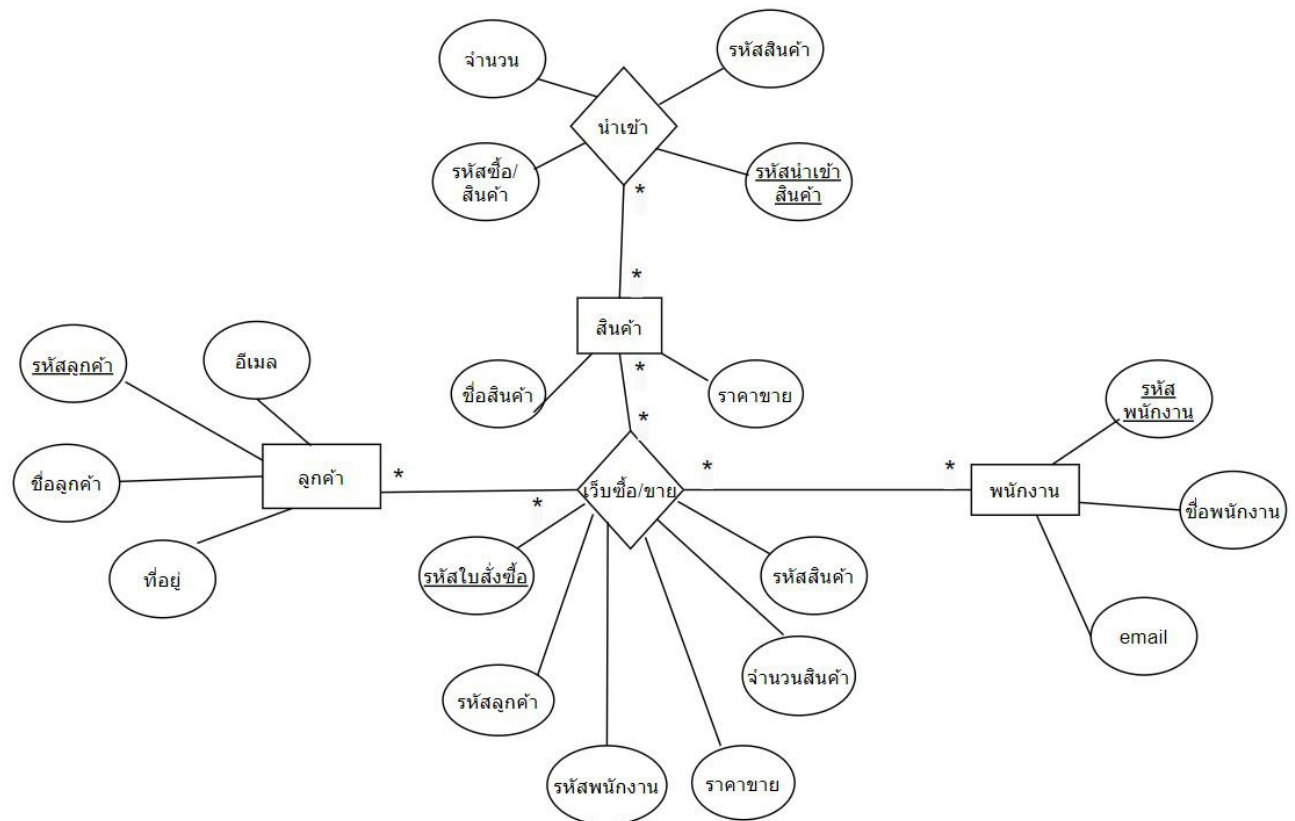 จำนวน
รหัสสินค้า
นำเข้า
รหัสซื้อ/
สินค้า
รหัสนำเข้า
สินค้า
*
*
สินค้า
*
ชื่อสินค้า
ราคาขาย
*
รหัสลูกค้า
อีเมล
ชื่อลูกค้า
ลูกค้า
ที่อยู่
*
*
เว็บซื้อ/ขาย
*
*
พนักงาน
รหัส
พนักงาน
ชื่อพนักงาน
email
รหัสใบสั่งซื้อ
รหัสสินค้า
รหัสลูกค้า
จำนวนสินค้า
รหัสพนักงาน
ราคาขาย